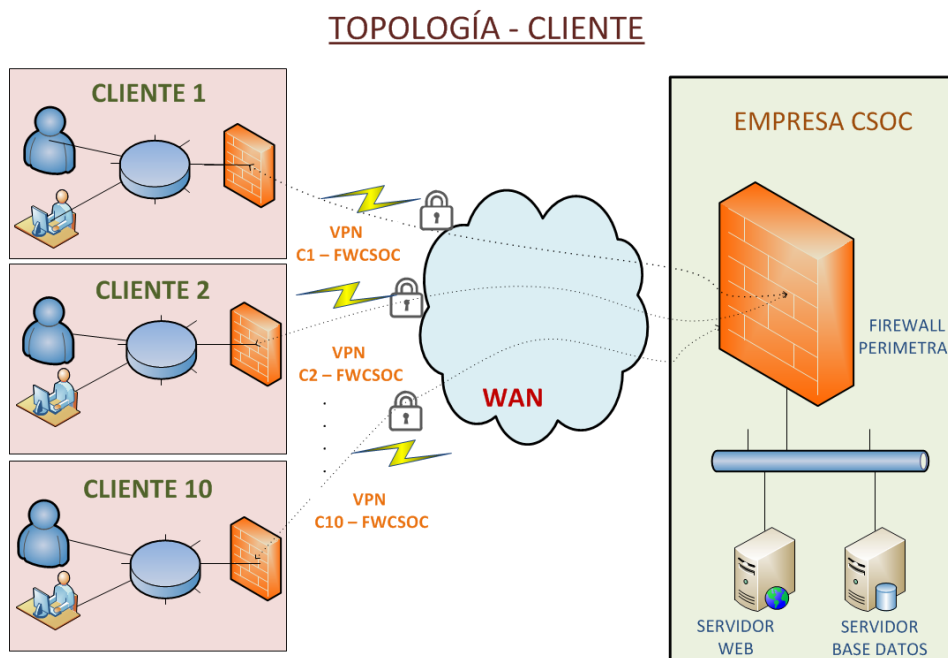 TOPOLOGÍA - CLIENTE
CLIENTE 1
VPN
C1 – FWCSOC
CLIENTE 2
VPN
C2 – FWCSOC
CLIENTE 10
VPN
C10 – FWCSOC
WAN
EMPRESA CSOC
FIREWALL
PERIMETRA
SERVIDOR
WEB
SERVIDOR
BASE DATOS